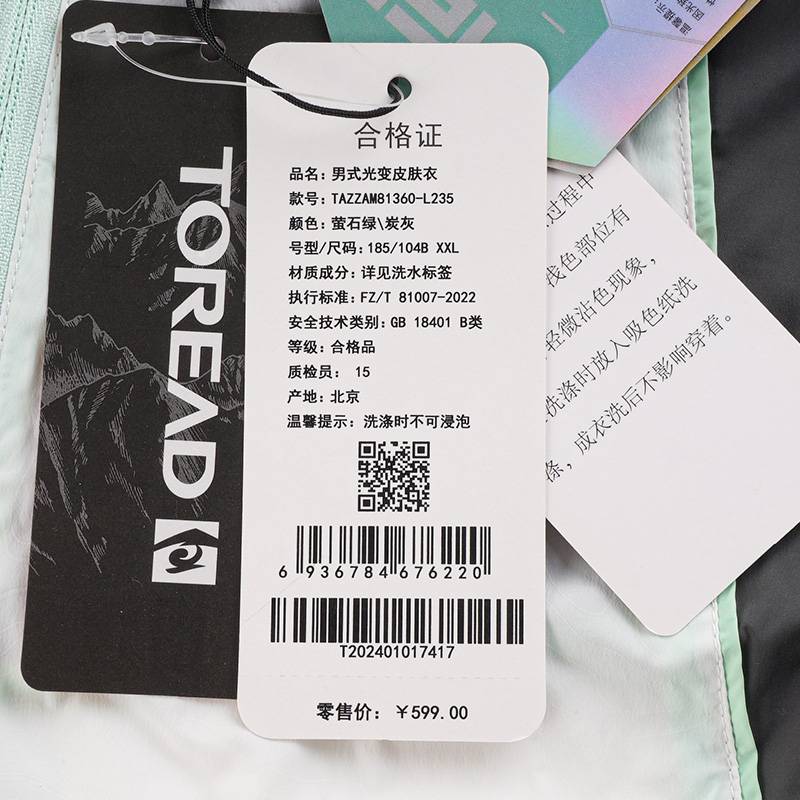 TOREAD
合格证
品名: 男式光变皮肤衣
款号: TAZZAM81360-L235
颜色: 萤石绿\炭灰
号型/尺码: 185/104B XXL
材质成分: 详见洗水标签
执行标准: FZ/T 81007-2022
安全技术类别: GB 18401 B类
等级: 合格品
质检员: 15
产地: 北京
温馨提示: 洗涤时不可浸泡
6 936784 676220
T202401017417
零售价: ￥599.00
温馨提示:
过程中
浅色部位有
轻微沾色现象，
洗涤时放入吸色纸洗
涤，成衣洗后不影响穿着。